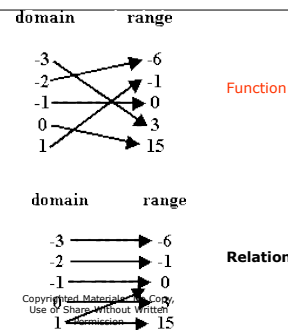 domain range
-3 -6
-2 -1
-1 0 Function
0 3
1 15
domain range
-3 -6
-2 -1 Relation
-1 0
Copyrighted Materials: No Copy,
0 3
Use or Share Without Written
Permission
1 15